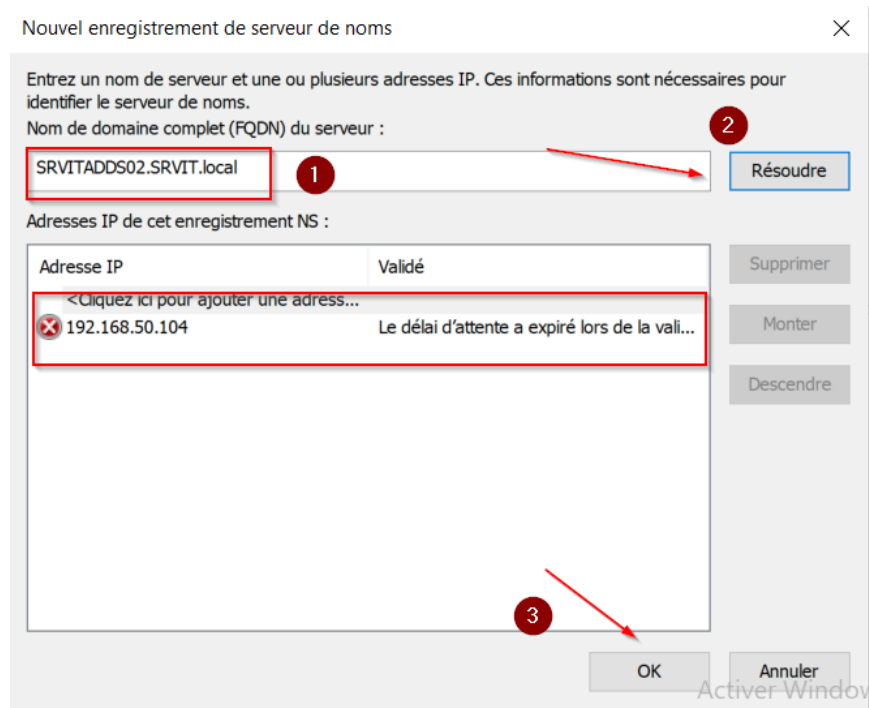 Nouvel enregistrement de serveur de noms
Entrez un nom de serveur et une ou plusieurs adresses IP. Ces informations sont nécessaires pour
identifier le serveur de noms.
Nom de domaine complet (FQDN) du serveur :
2
SRVITADDS02.SRVIT.local
1
Résoudre
Adresses IP de cet enregistrement NS :
Adresse IP
Validé
Supprimer
<Cliquez ici pour ajouter une adress...
192.168.50.104
Le délai d'attente a expiré lors de la vali...
Monter
Descendre
3
OK
Annuler
Activer Window